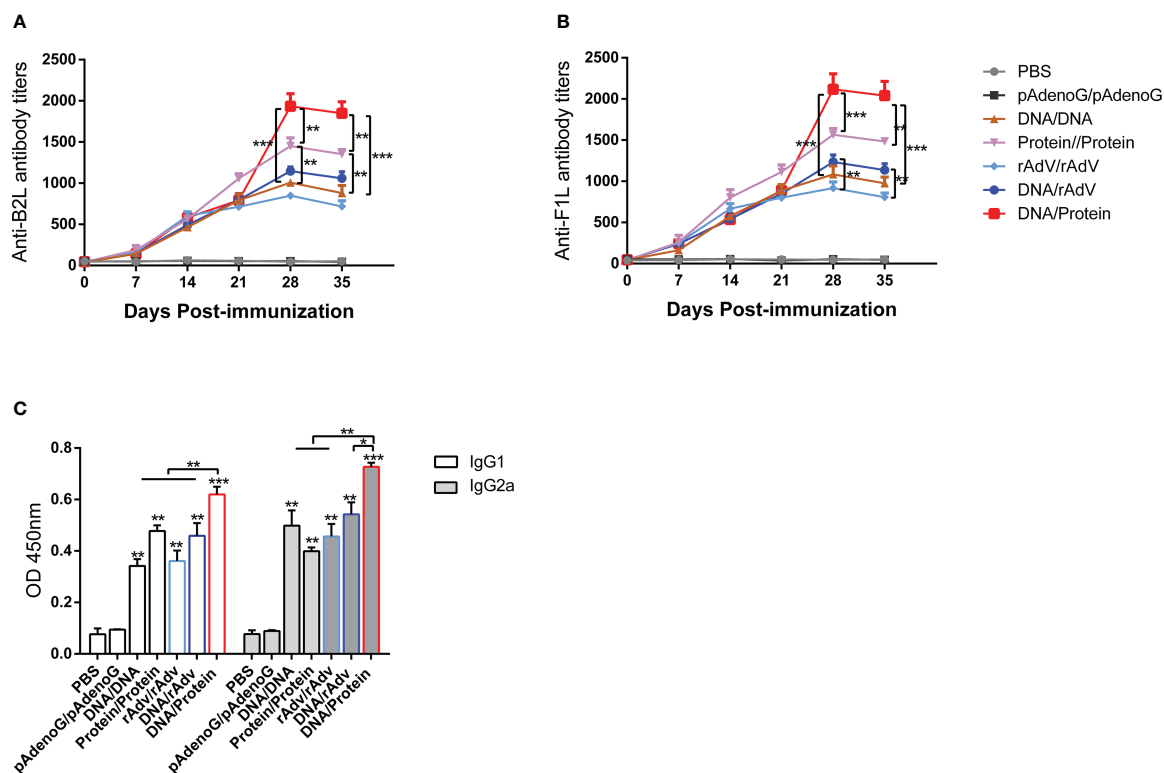 A
Anti-B2L antibody titers
2500
2000
1500
1000
500
0
0 7 14 21 28 35
Days Post-immunization
*** ** ** ** ** ***
B
Anti-F1L antibody titers
2500
2000
1500
1000
500
0
0 7 14 21 28 35
Days Post-immunization
*** *** ** ** ** ***
PBS
pAdenoG/pAdenoG
DNA/DNA
Protein//Protein
rAdV/rAdV
DNA/rAdV
DNA/Protein
C
OD 450nm
0.8
0.6
0.4
0.2
0.0
** ** ** ** *** **
** ** ** ** *** * **
PBS
pAdenoG/pAdenoG
DNA/DNA
Protein/Protein
rAdv/rAdv
DNA/rAdv
DNA/Protein
PBS
pAdenoG/pAdenoG
DNA/DNA
Protein/Protein
rAdv/rAdv
DNA/rAdv
DNA/Protein
IgG1
IgG2a